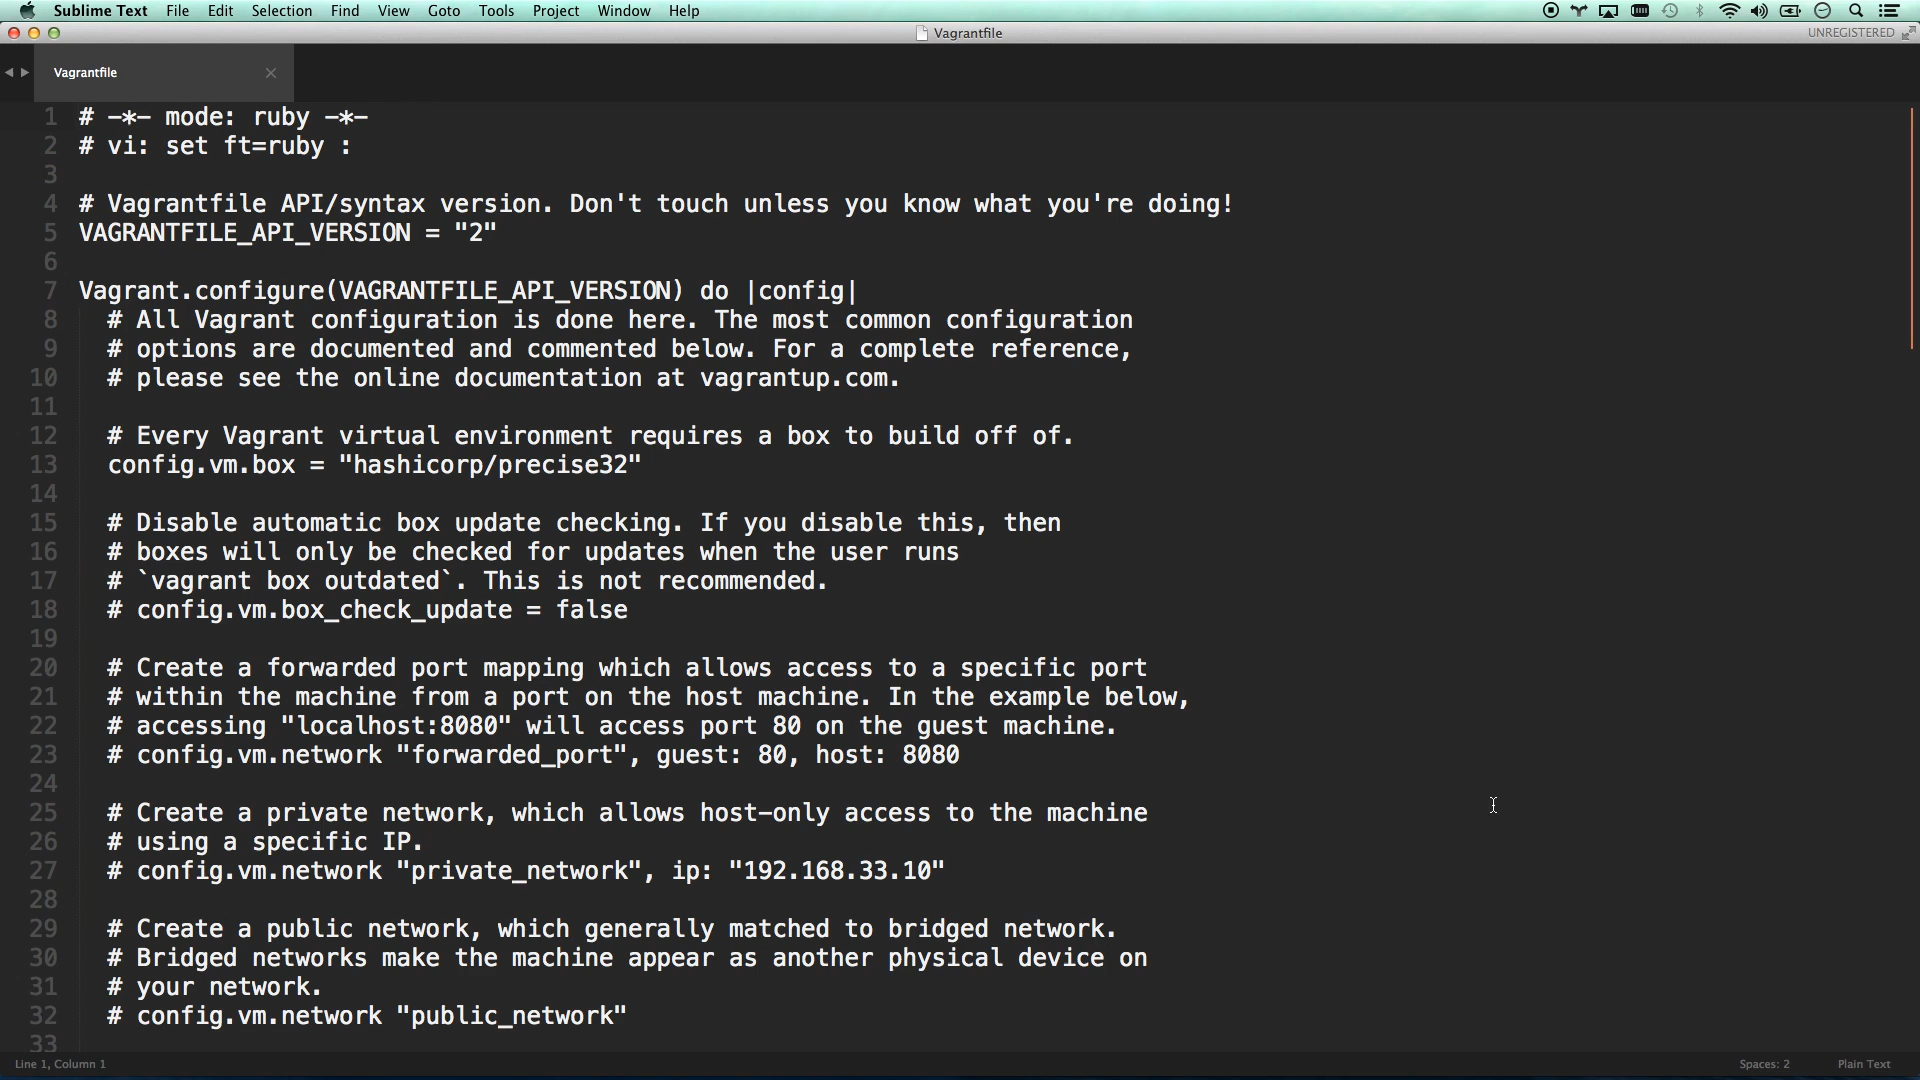 Sublime Text File Edit Selection Find View Goto Tools Project Window Help
Vagrantfile
UNREGISTERED
Vagrantfile
1 # -*- mode: ruby -*-
2 # vi: set ft=ruby :
3
4 # Vagrantfile API/syntax version. Don't touch unless you know what you're doing!
5 VAGRANTFILE_API_VERSION = "2"
6
7 Vagrant.configure(VAGRANTFILE_API_VERSION) do |config|
8 # All Vagrant configuration is done here. The most common configuration
9 # options are documented and commented below. For a complete reference,
10 # please see the online documentation at vagrantup.com.
11
12 # Every Vagrant virtual environment requires a box to build off of.
13 config.vm.box = "hashicorp/precise32"
14
15 # Disable automatic box update checking. If you disable this, then
16 # boxes will only be checked for updates when the user runs
17 # `vagrant box outdated`. This is not recommended.
18 # config.vm.box_check_update = false
19
20 # Create a forwarded port mapping which allows access to a specific port
21 # within the machine from a port on the host machine. In the example below,
22 # accessing "localhost:8080" will access port 80 on the guest machine.
23 # config.vm.network "forwarded_port", guest: 80, host: 8080
24
25 # Create a private network, which allows host-only access to the machine
26 # using a specific IP.
27 # config.vm.network "private_network", ip: "192.168.33.10"
28
29 # Create a public network, which generally matched to bridged network.
30 # Bridged networks make the machine appear as another physical device on
31 # your network.
32 # config.vm.network "public_network"
33
Line 1, Column 1
Spaces: 2 Plain Text